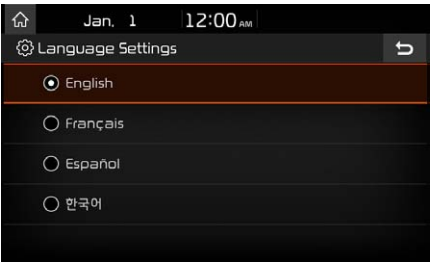 Jan. 1 12:00 AM
Language Settings
English
Français
Español
한국어